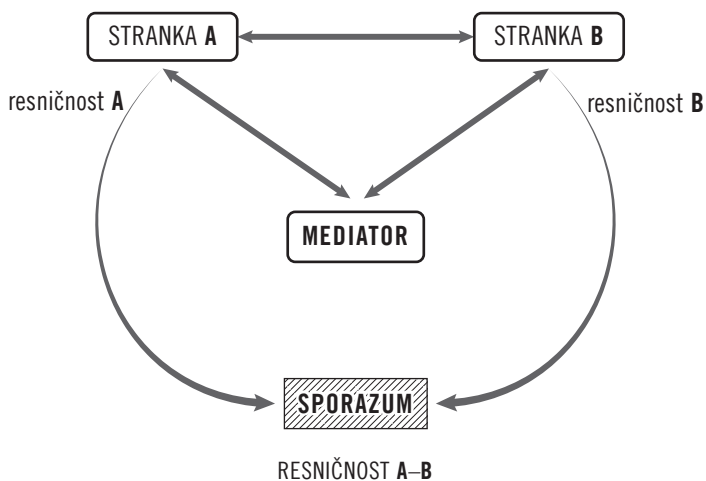 STRANKA A
STRANKA B
resničnost A
resničnost B
MEDIATOR
SPORAZUM
RESNIČNOST A–B